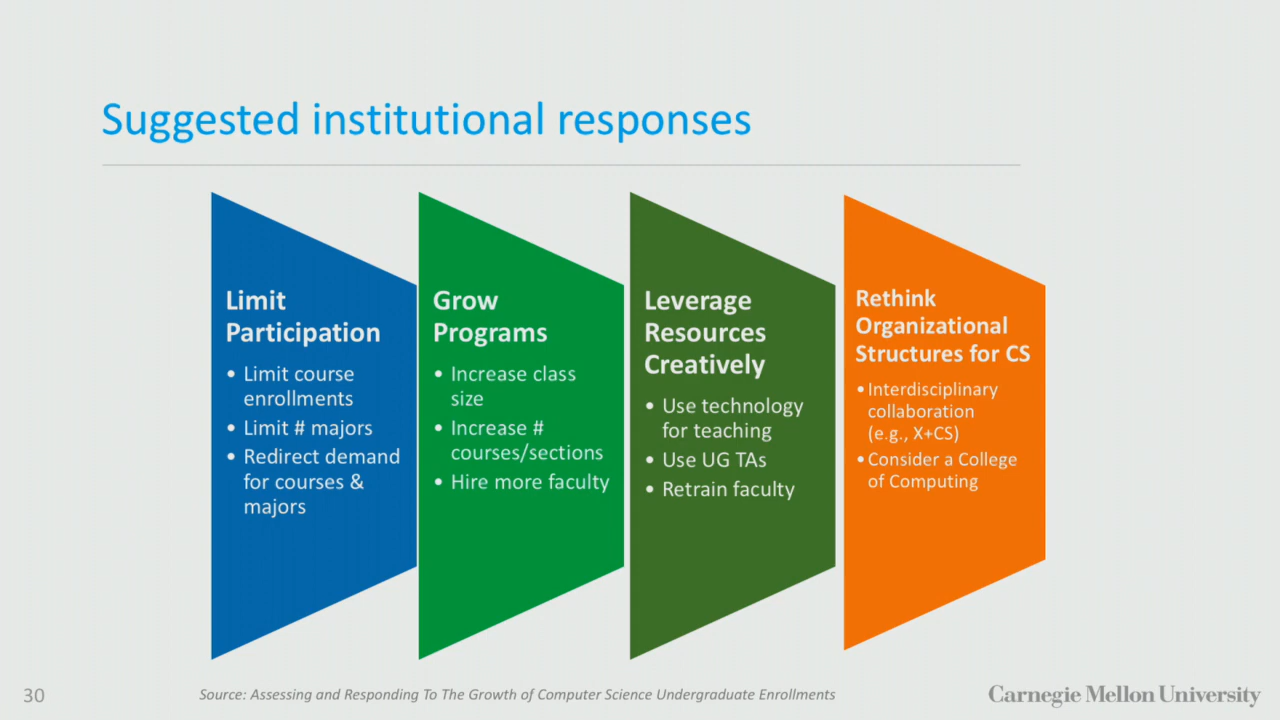 Suggested institutional responses
Limit
Participation
• Limit course
enrollments
• Limit # majors
• Redirect demand
for courses &
majors
Grow
Programs
• Increase class
size
• Increase #
courses/sections
• Hire more faculty
Leverage
Resources
Creatively
• Use technology
for teaching
• Use UG TAs
• Retrain faculty
Rethink
Organizational
Structures for CS
• Interdisciplinary
collaboration
(e.g., X+CS)
• Consider a College
of Computing
30
Source: Assessing and Responding To The Growth of Computer Science Undergraduate Enrollments
Carnegie Mellon University